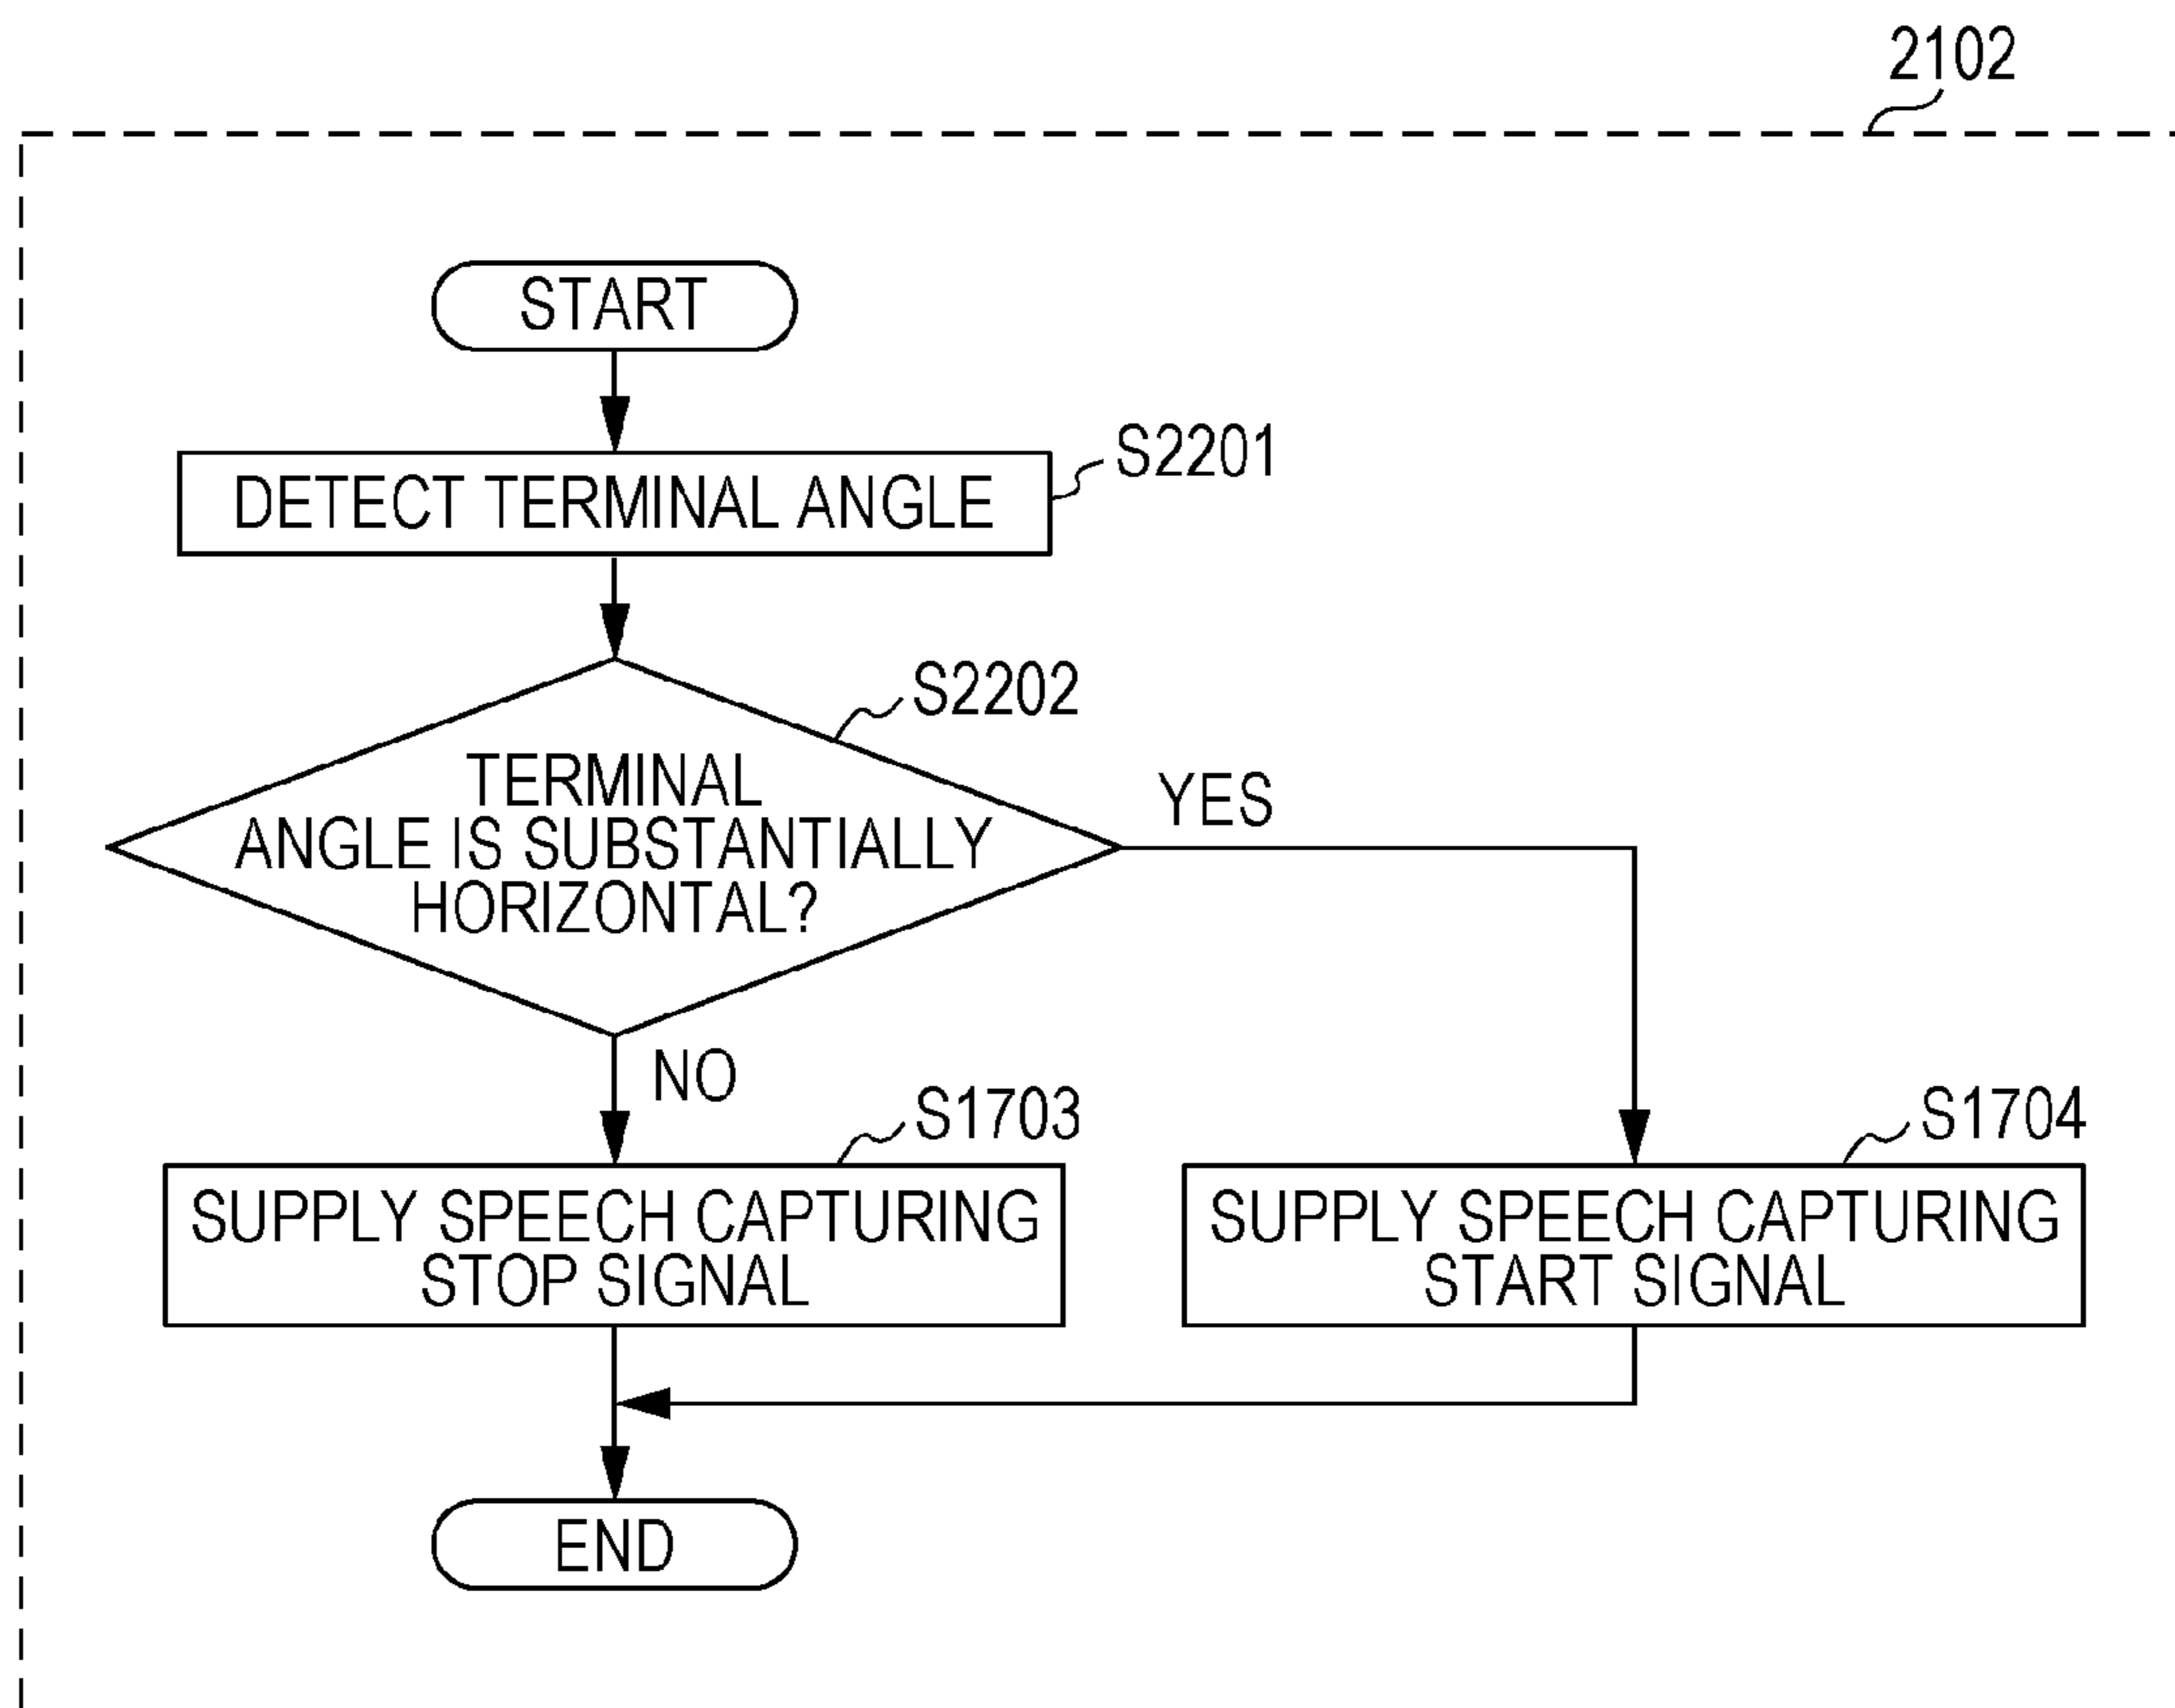 2102
START
DETECT TERMINAL ANGLE
S2201
S2202
TERMINAL
ANGLE IS SUBSTANTIALLY
HORIZONTAL?
YES
NO
S1703
SUPPLY SPEECH CAPTURING
STOP SIGNAL
S1704
SUPPLY SPEECH CAPTURING
START SIGNAL
END